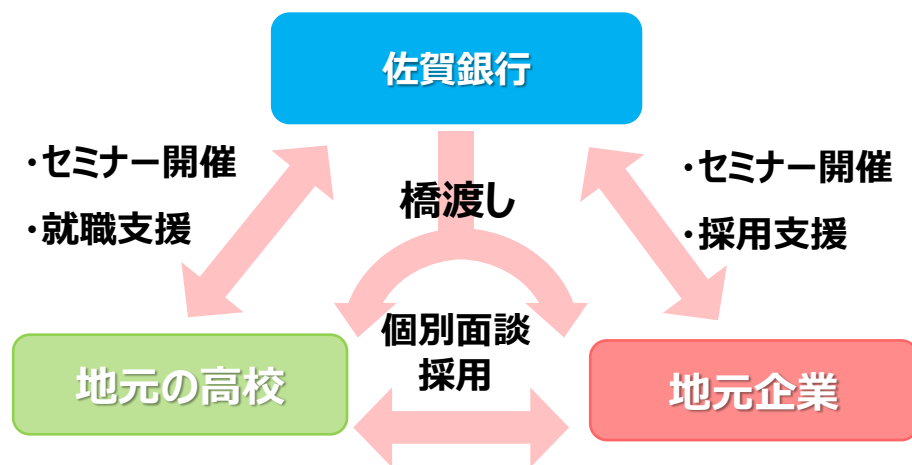 佐賀銀行
・セミナー開催
・就職支援
橋渡し
・セミナー開催
・採用支援
個別面談
採用
地元の高校
地元企業